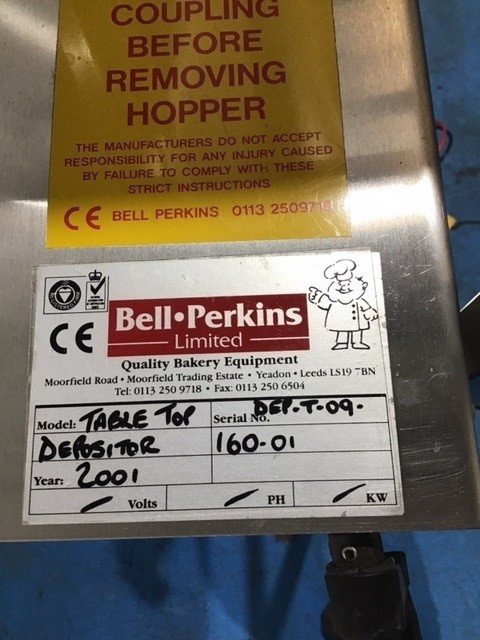 COUPLING
BEFORE
REMOVING
HOPPER
THE MANUFACTURERS DO NOT ACCEPT
RESPONSIBILITY FOR ANY INJURY CAUSED
BY FAILURE TO COMPLY WITH THESE
STRICT INSTRUCTIONS
CE BELL PERKINS 0113 2509718
CE
Bell•Perkins
Limited
Quality Bakery Equipment
Moorfield Road • Moorfield Trading Estate • Yeadon • Leeds LS19 7BN
Tel: 0113 250 9718 • Fax: 0113 250 6504
Model: TABLE TOP
DEPOSITOR
Serial No. DEP-T-09-
160-01
Year: 2001
- Volts - PH - KW